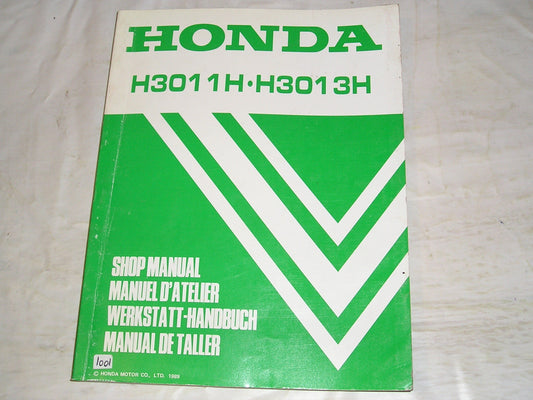 HONDA
H3011H·H3013H
SHOP MANUAL
MANUEL D'ATELIER
WERKSTATT-HANDBUCH
MANUAL DE TALLER
1001
© HONDA MOTOR CO., LTD. 1989